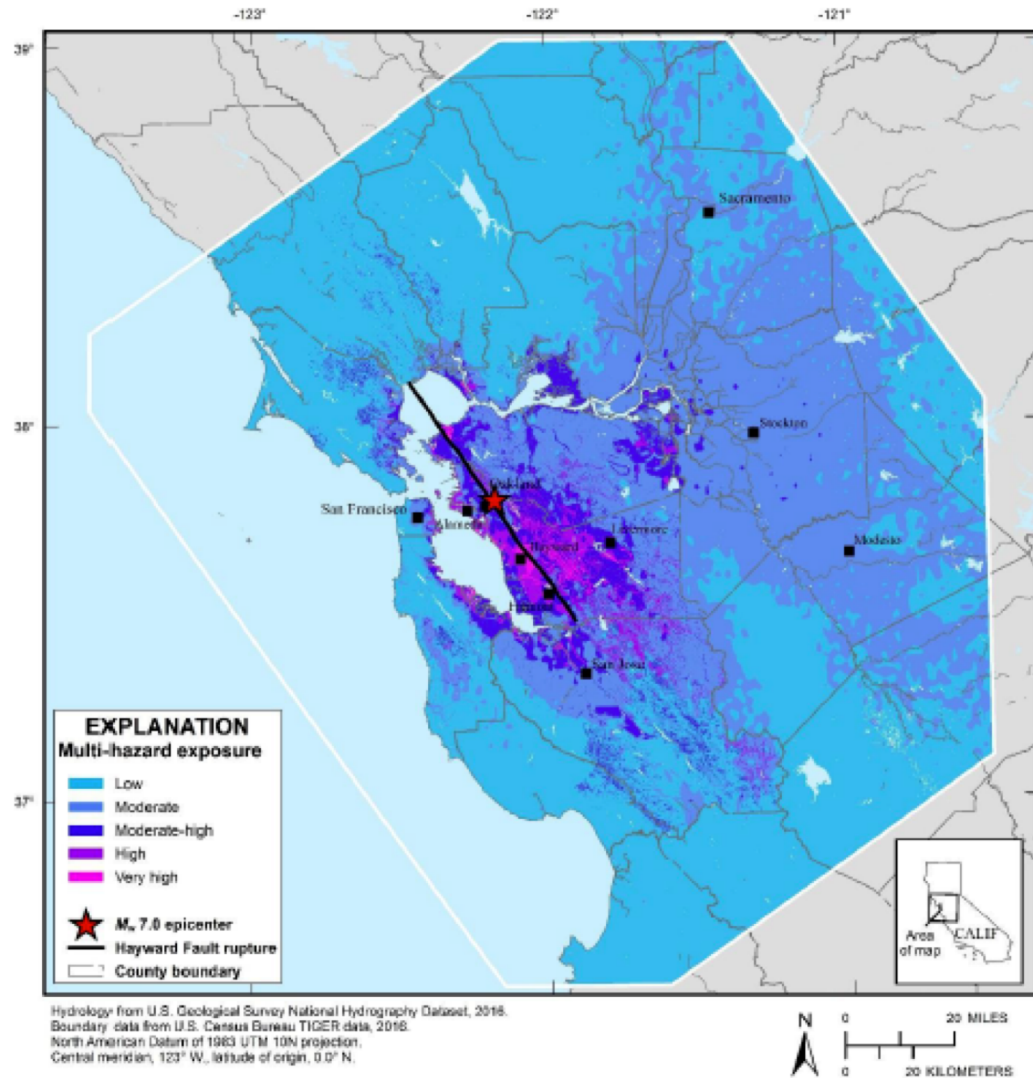 -123° -122° -121°
39°
38°
37°
Sacramento
Stockton
Oakland
San Francisco
Alameda
Livermore
Modesto
Hayward
Fremont
San Jose
EXPLANATION
Multi-hazard exposure
Low
Moderate
Moderate-high
High
Very high
Mw 7.0 epicenter
Hayward Fault rupture
County boundary
Area
of map
CALIF
Hydrology from U.S. Geological Survey National Hydrography Dataset, 2016.
Boundary data from U.S. Census Bureau TIGER data, 2016.
North American Datum of 1983 UTM 10N projection.
Central meridian, 123° W., latitude of origin, 0.0° N.
N
0 20 MILES
0 20 KILOMETERS